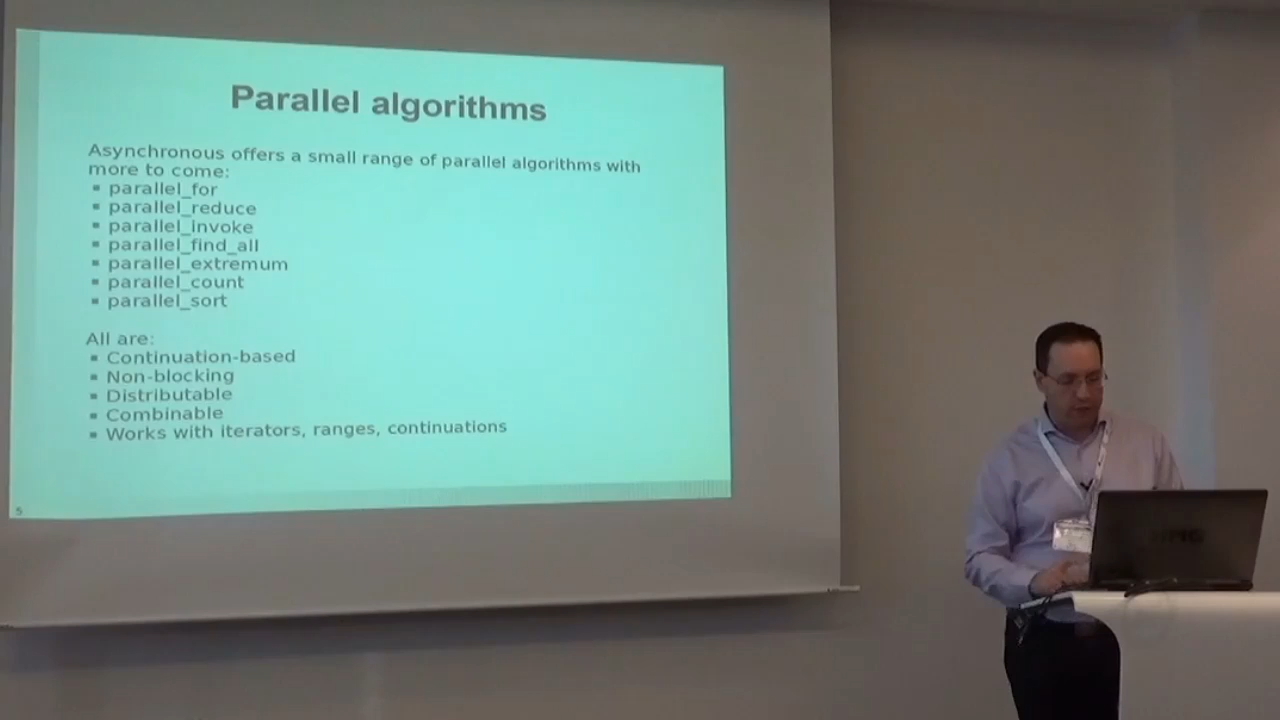 Parallel algorithms
Asynchronous offers a small range of parallel algorithms with
more to come:
▪ parallel_for
▪ parallel_reduce
▪ parallel_invoke
▪ parallel_find_all
▪ parallel_extremum
▪ parallel_count
▪ parallel_sort
All are:
▪ Continuation-based
▪ Non-blocking
▪ Distributable
▪ Combinable
▪ Works with iterators, ranges, continuations
5